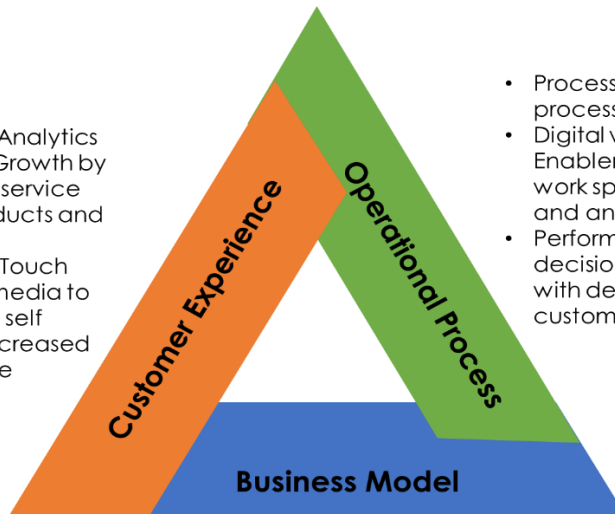 Analytics
Growth by
service
ducts and
Touch
media to
self
creased
e
Customer Experience
Operational Process
Business Model
• Process
process
• Digital
Enabler
work sp
and an
• Perform
decisio
with de
custom